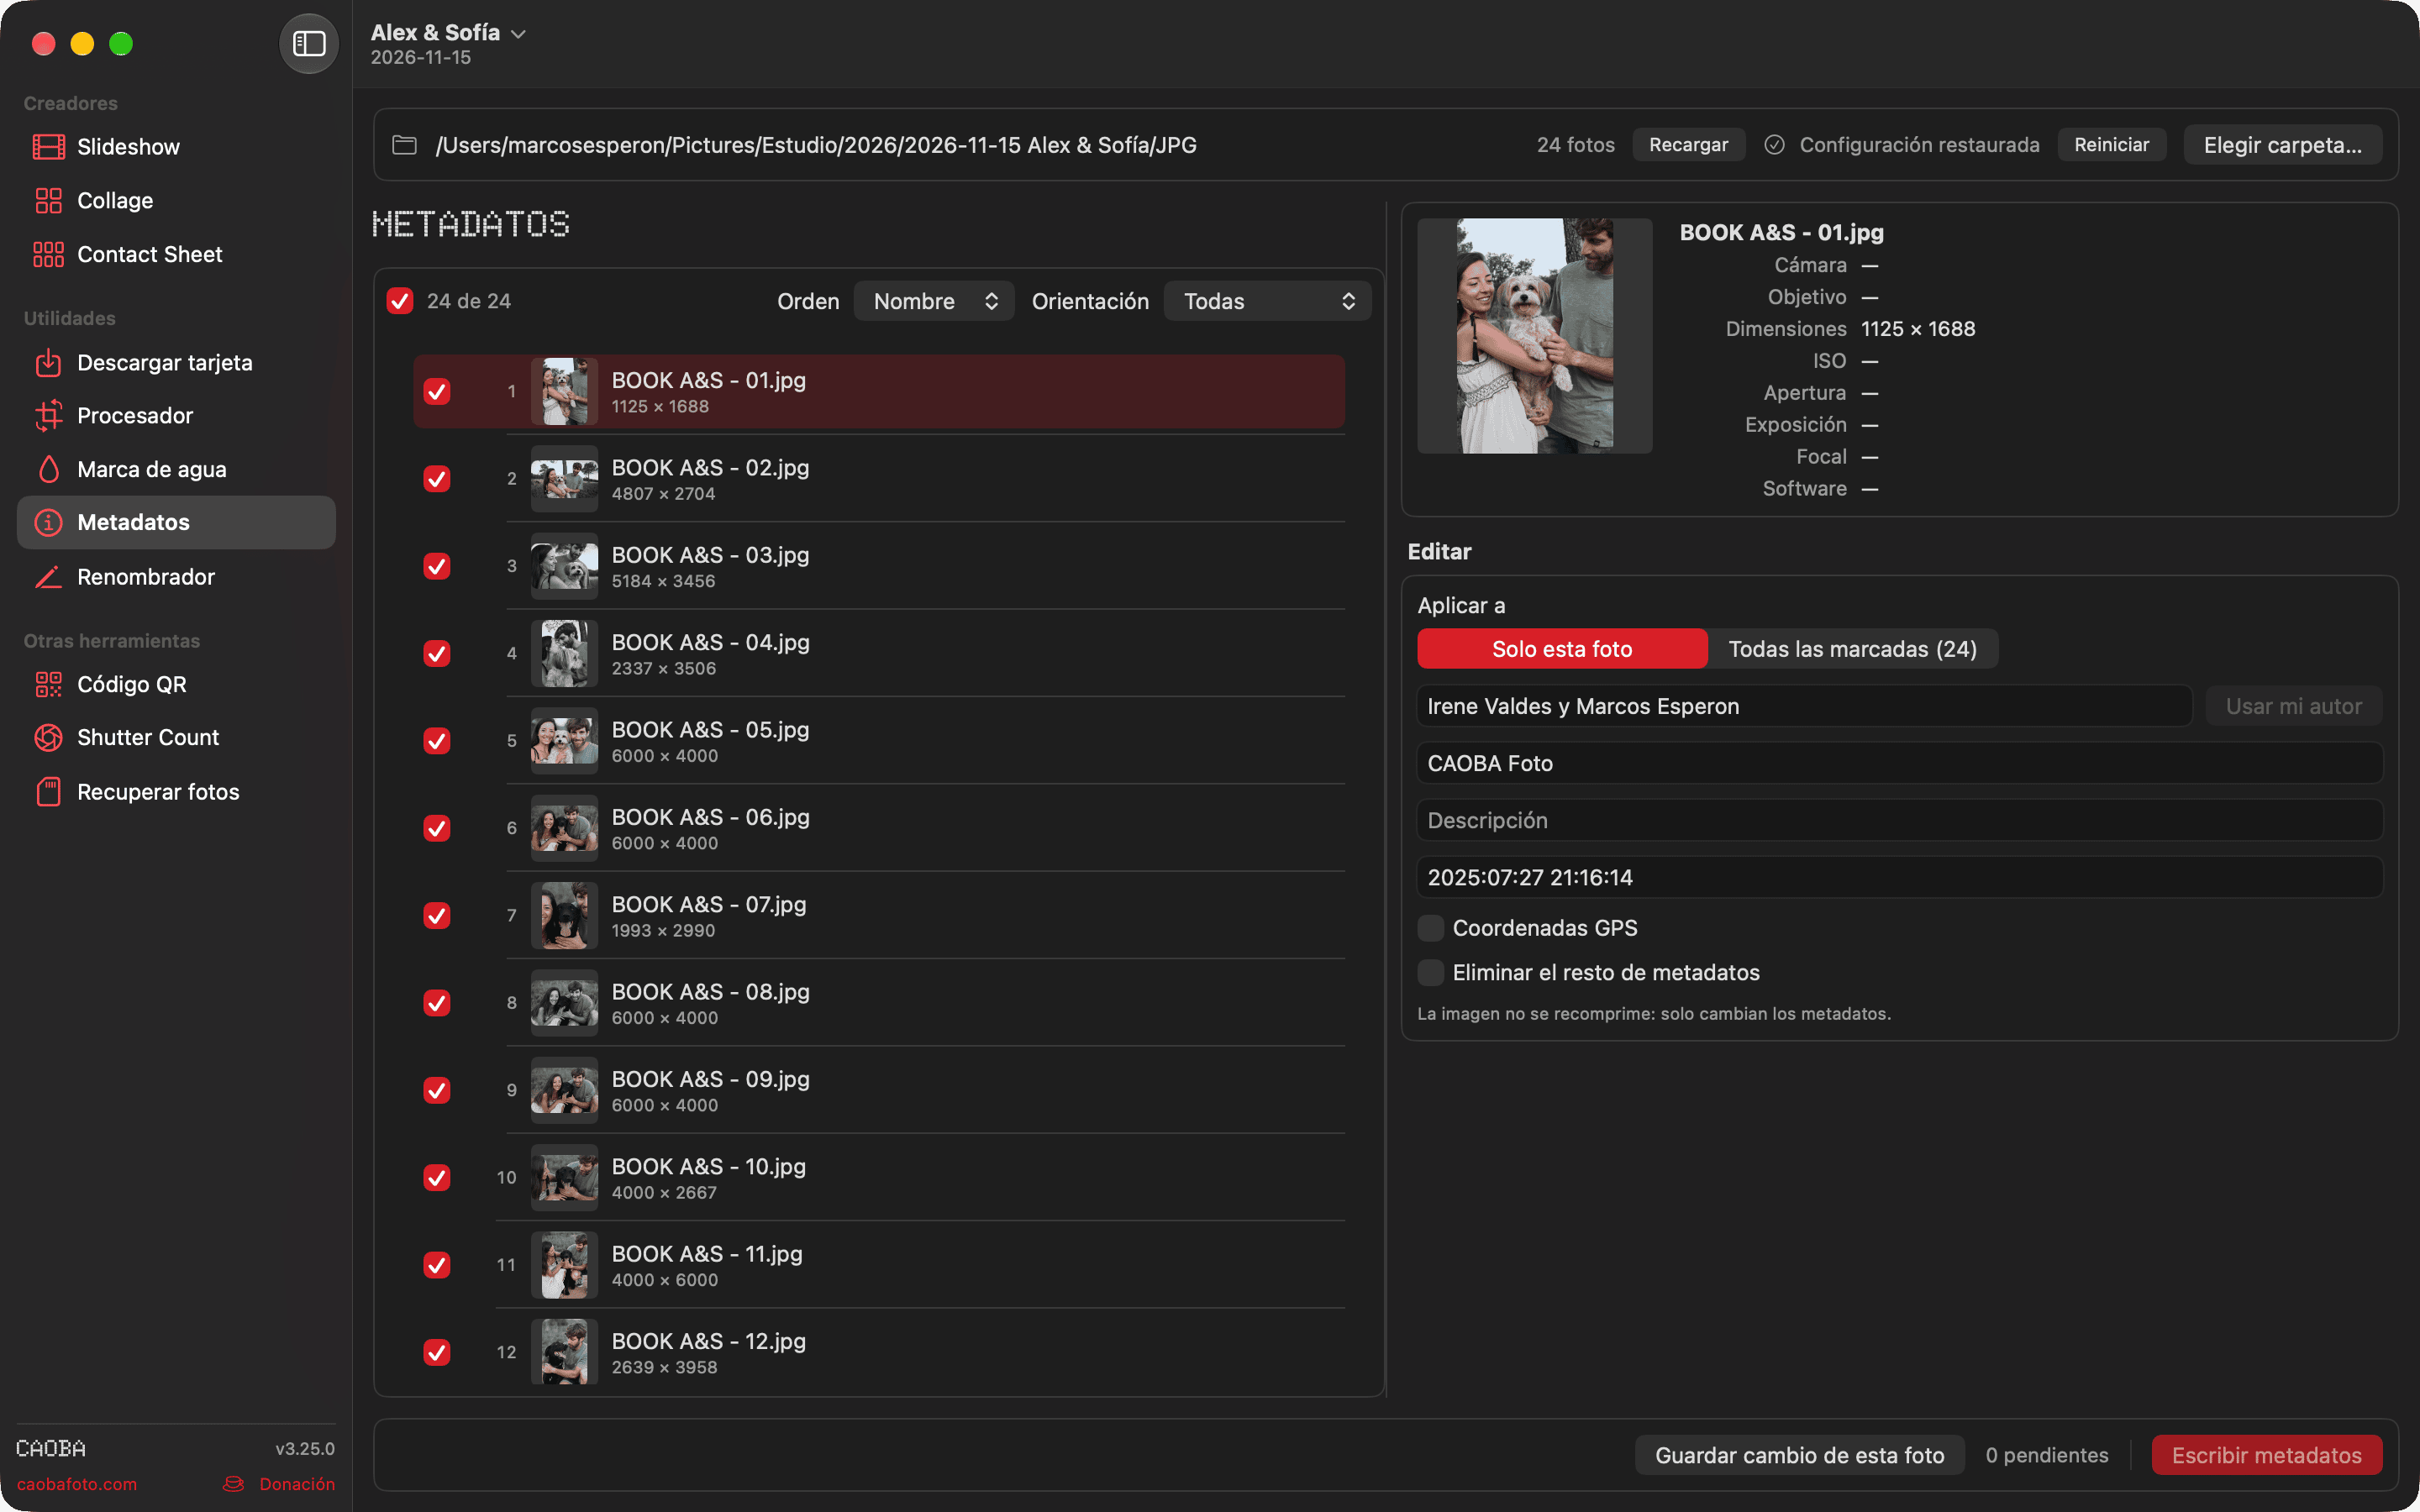 Alex & Sofía
2026-11-15
Creadores
Slideshow
Collage
Contact Sheet
Utilidades
Descargar tarjeta
Procesador
Marca de agua
Metadatos
Renombrador
Otras herramientas
Código QR
Shutter Count
Recuperar fotos
CAOBA
v3.25.0
caobafoto.com
Donación
/Users/marcosesperon/Pictures/Estudio/2026/2026-11-15 Alex & Sofía/JPG
24 fotos
Recargar
Configuración restaurada
Reiniciar
Elegir carpeta...
METADATOS
24 de 24
Orden
Nombre
Orientación
Todas
1
BOOK A&S - 01.jpg
1125 × 1688
2
BOOK A&S - 02.jpg
4807 × 2704
3
BOOK A&S - 03.jpg
5184 × 3456
4
BOOK A&S - 04.jpg
2337 × 3506
5
BOOK A&S - 05.jpg
6000 × 4000
6
BOOK A&S - 06.jpg
6000 × 4000
7
BOOK A&S - 07.jpg
1993 × 2990
8
BOOK A&S - 08.jpg
6000 × 4000
9
BOOK A&S - 09.jpg
6000 × 4000
10
BOOK A&S - 10.jpg
4000 × 2667
11
BOOK A&S - 11.jpg
4000 × 6000
12
BOOK A&S - 12.jpg
2639 × 3958
BOOK A&S - 01.jpg
Cámara —
Objetivo —
Dimensiones 1125 × 1688
ISO —
Apertura —
Exposición —
Focal —
Software —
Editar
Aplicar a
Solo esta foto
Todas las marcadas (24)
Irene Valdes y Marcos Esperon
Usar mi autor
CAOBA Foto
Descripción
2025:07:27 21:16:14
Coordenadas GPS
Eliminar el resto de metadatos
La imagen no se recomprime: solo cambian los metadatos.
Guardar cambio de esta foto
0 pendientes
Escribir metadatos